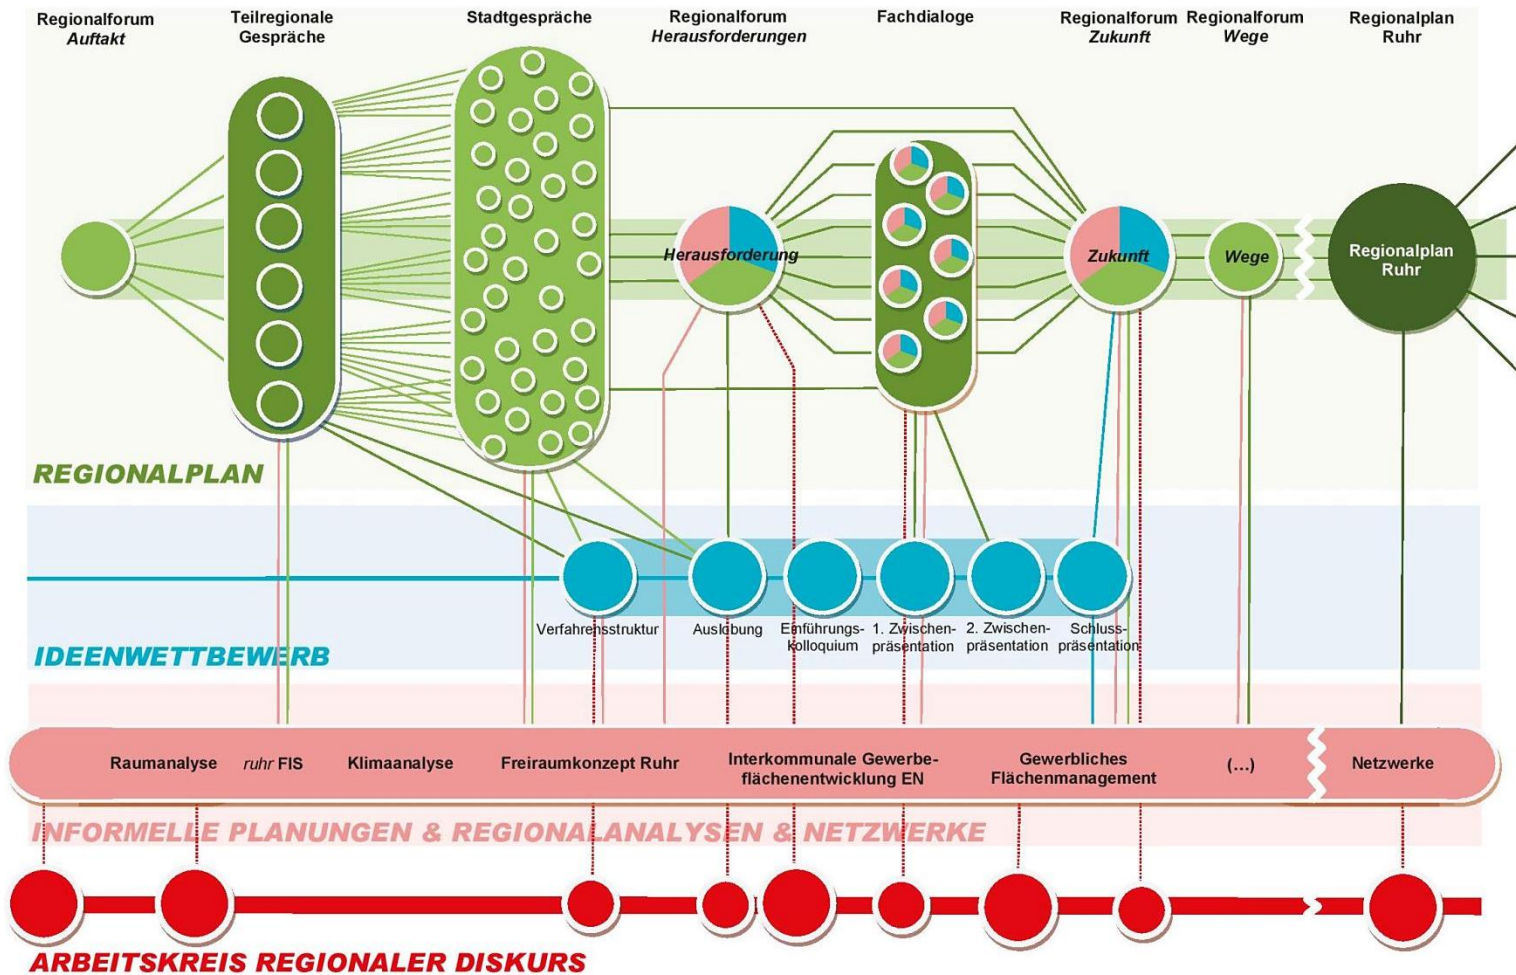 Regionalforum
Auftakt
Teilregionale
Gespräche
Stadtgespräche
Regionalforum
Herausforderungen
Fachdialoge
Regionalforum
Zukunft
Regionalforum
Wege
Regionalplan
Ruhr
Herausforderung
Zukunft
Wege
Regionalplan
Ruhr
REGIONALPLAN
Verfahrensstruktur
Auslobung
Einführungs-
kolloquium
1. Zwischen-
präsentation
2. Zwischen-
präsentation
Schluss-
präsentation
IDEENWETTBEWERB
Raumanalyse
ruhr FIS
Klimaanalyse
Freiraumkonzept Ruhr
Interkommunale Gewerbe-
flächenentwicklung EN
Gewerbliches
Flächenmanagement
(...)
Netzwerke
INFORMELLE PLANUNGEN & REGIONALANALYSEN & NETZWERKE
ARBEITSKREIS REGIONALER DISKURS